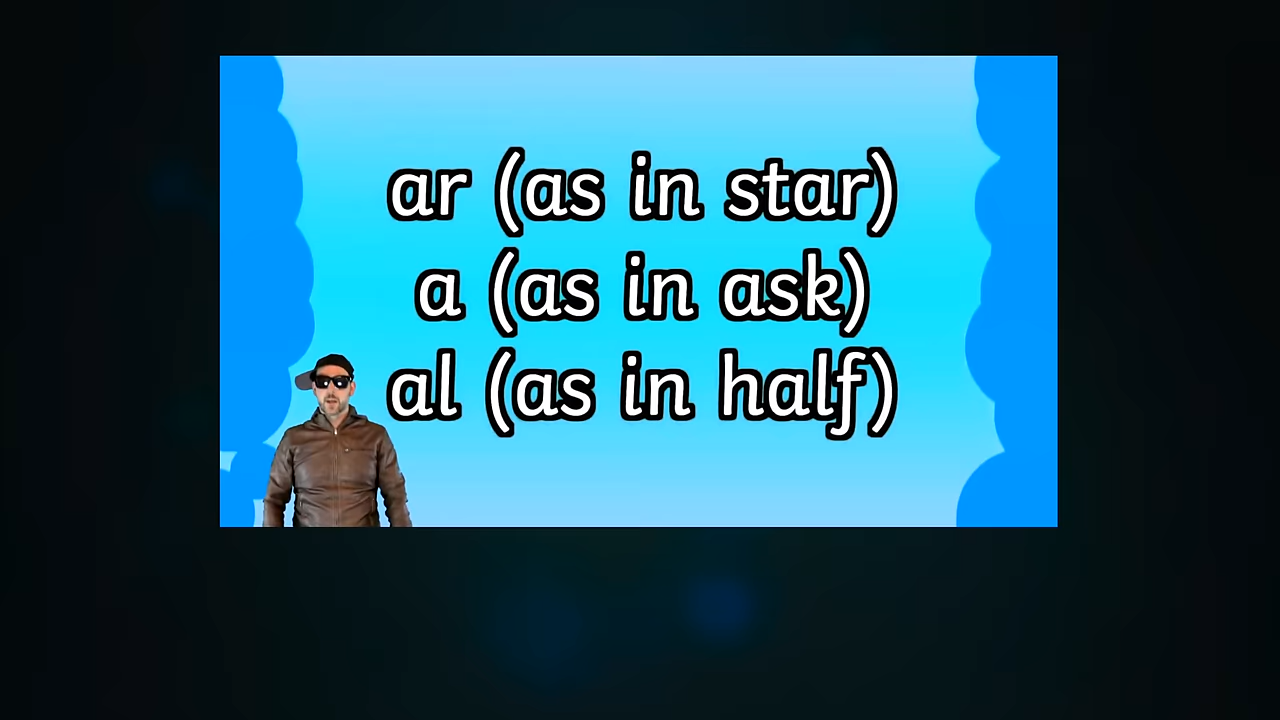 ar (as in star)
a (as in ask)
al (as in half)